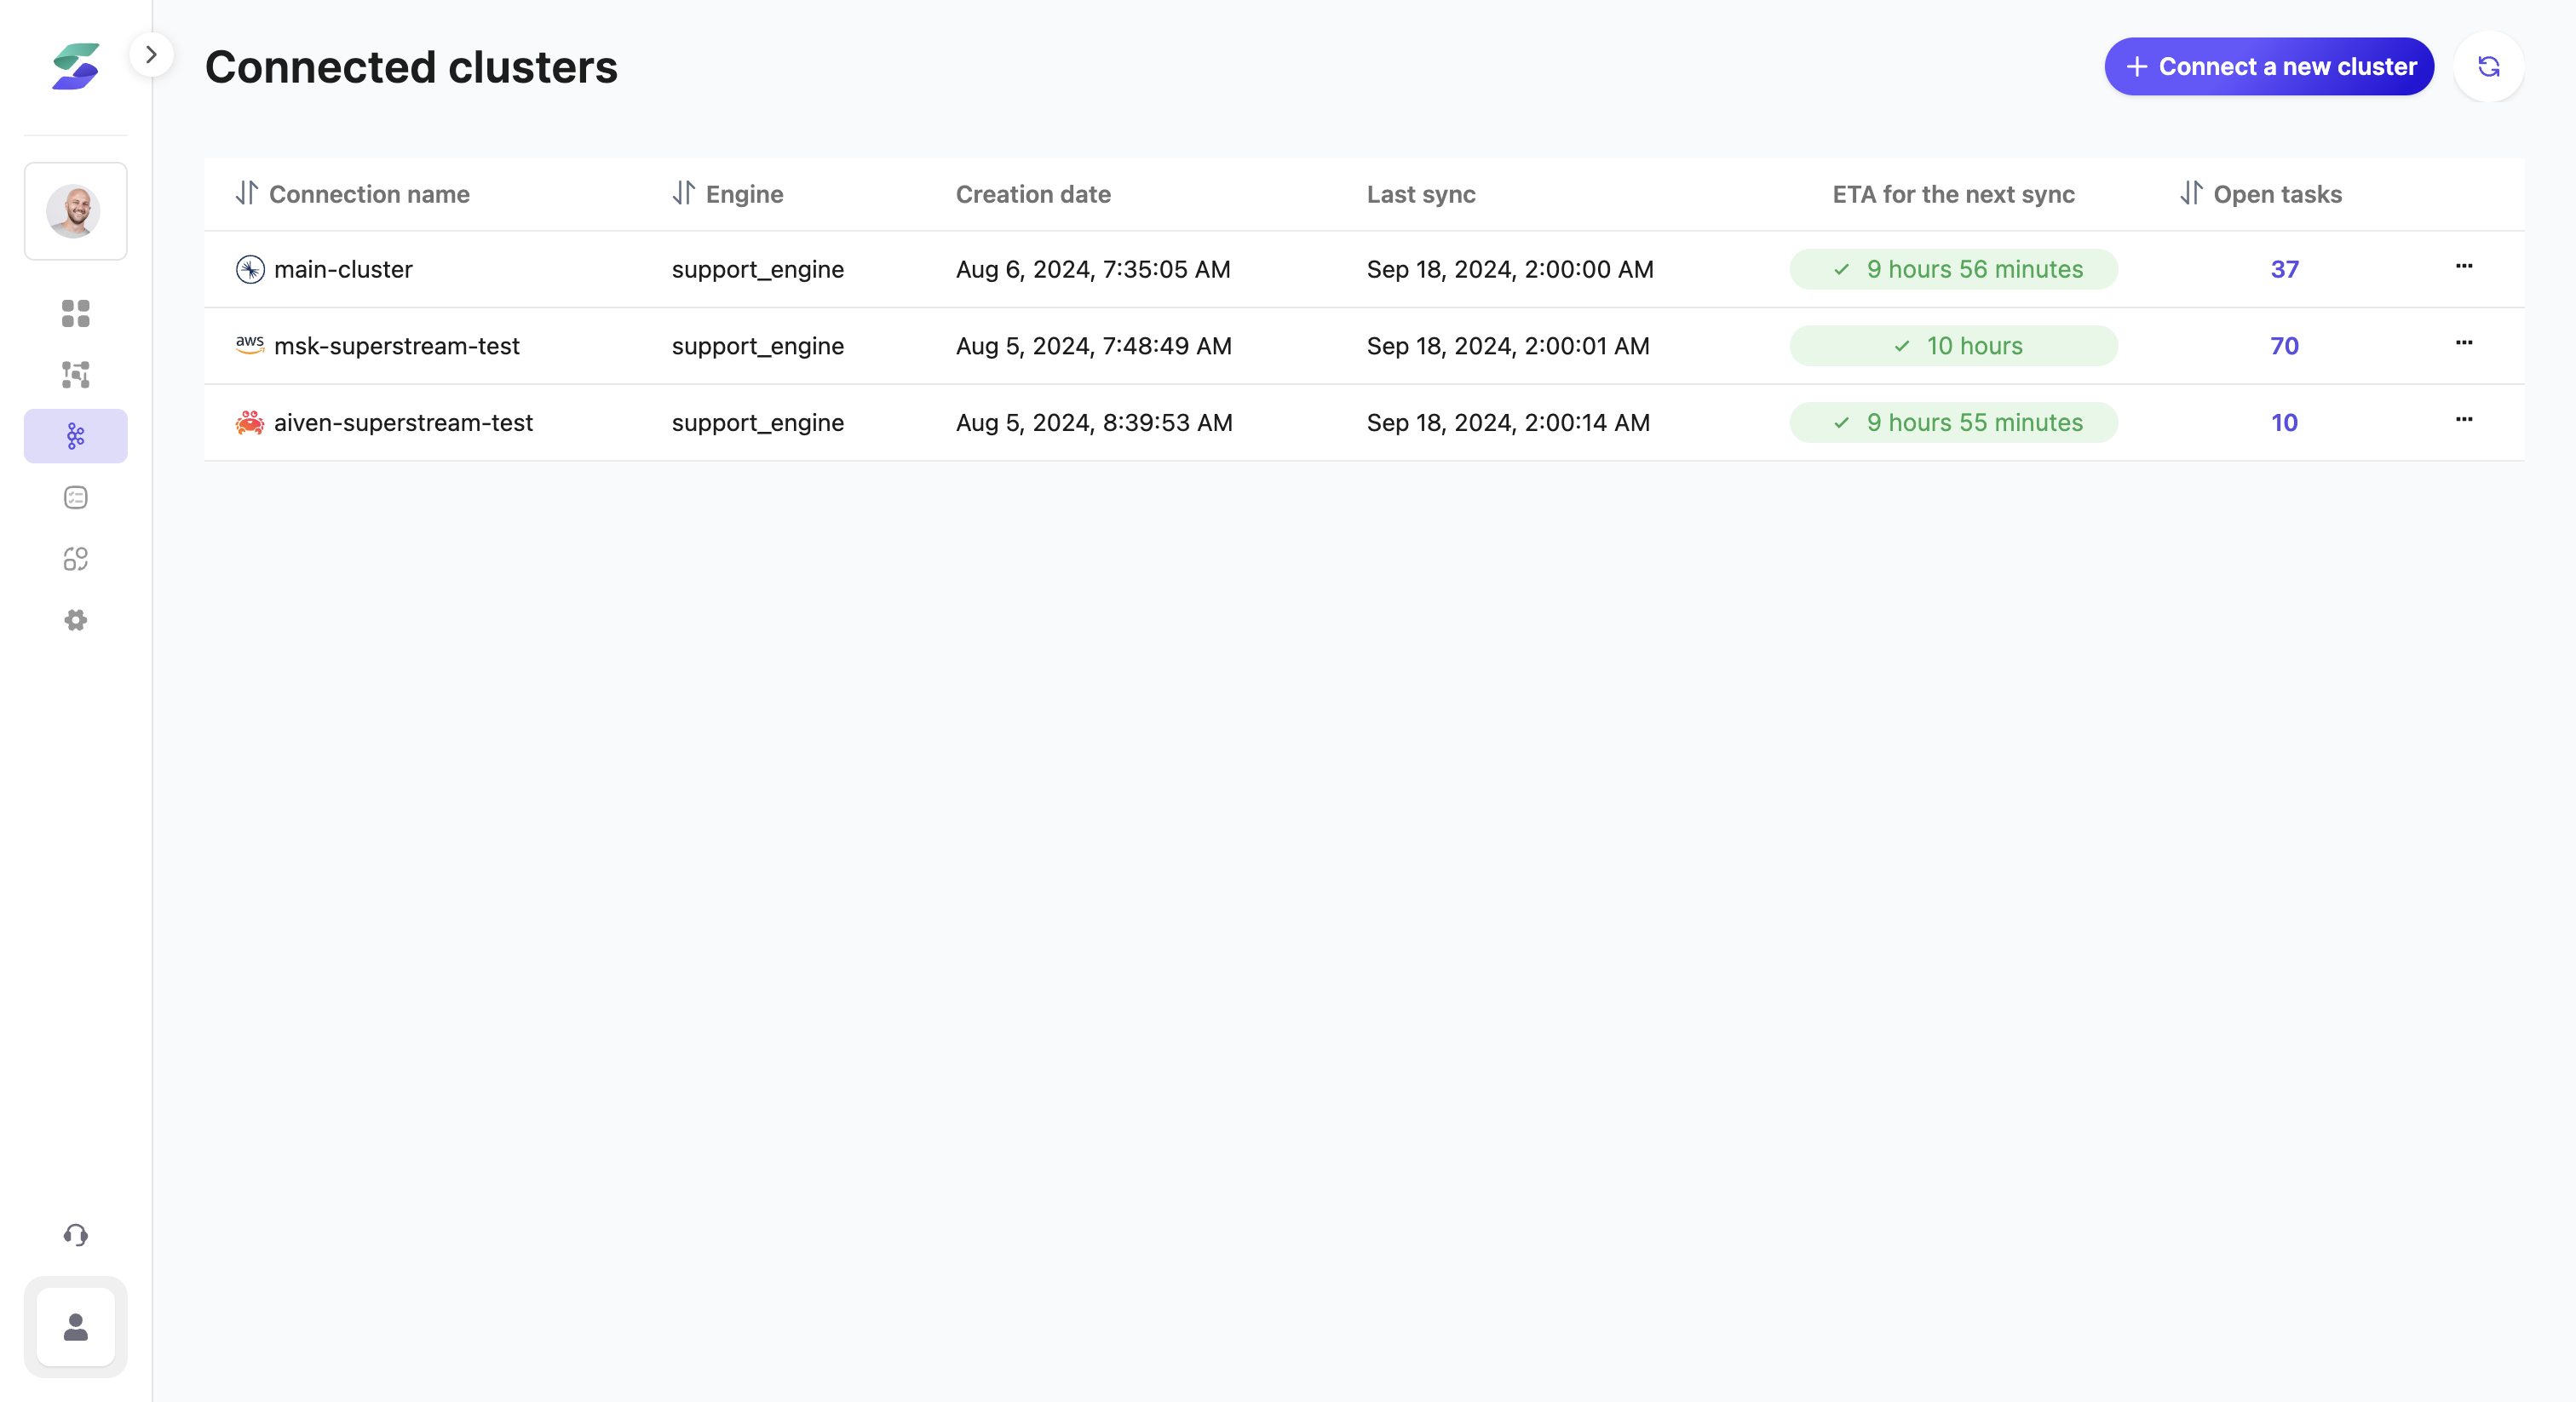 Connected clusters
+ Connect a new cluster
Connection name Engine Creation date Last sync ETA for the next sync Open tasks
main-cluster support_engine Aug 6, 2024, 7:35:05 AM Sep 18, 2024, 2:00:00 AM 9 hours 56 minutes 37 ...
aws msk-superstream-test support_engine Aug 5, 2024, 7:48:49 AM Sep 18, 2024, 2:00:01 AM 10 hours 70 ...
aiven-superstream-test support_engine Aug 5, 2024, 8:39:53 AM Sep 18, 2024, 2:00:14 AM 9 hours 55 minutes 10 ...